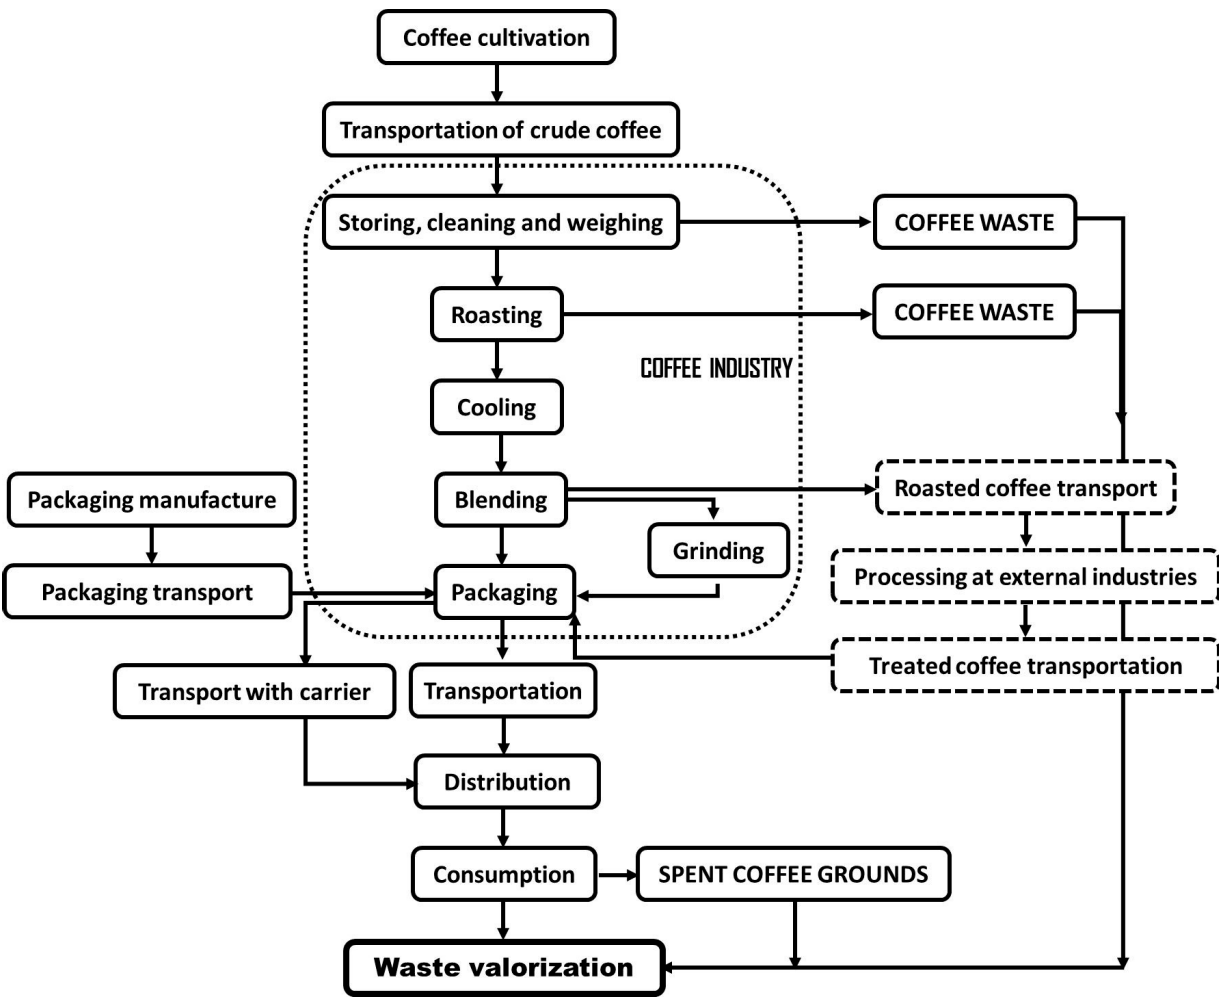 Coffee cultivation
Transportation of crude coffee
Storing, cleaning and weighing
COFFEE WASTE
Roasting
COFFEE WASTE
COFFEE INDUSTRY
Cooling
Packaging manufacture
Blending
Roasted coffee transport
Grinding
Packaging transport
Packaging
Processing at external industries
Transport with carrier
Transportation
Treated coffee transportation
Distribution
Consumption
SPENT COFFEE GROUNDS
Waste valorization